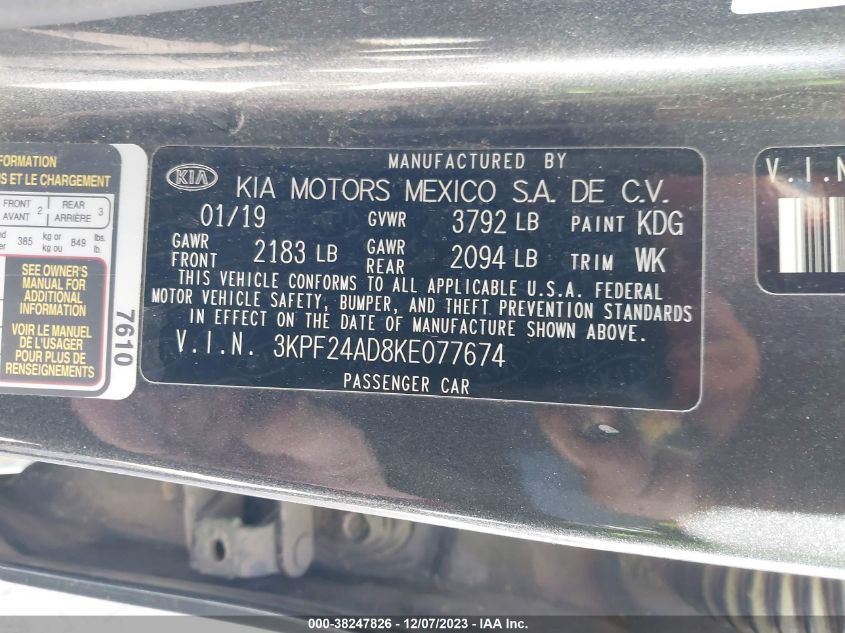 MANUFACTURED BY
KIA
KIA MOTORS MEXICO S.A. DE C.V.
01/19 GVWR 3792 LB PAINT KDG
GAWR FRONT 2183 LB GAWR REAR 2094 LB TRIM WK
THIS VEHICLE CONFORMS TO ALL APPLICABLE U.S.A. FEDERAL
MOTOR VEHICLE SAFETY, BUMPER, AND THEFT PREVENTION STANDARDS
IN EFFECT ON THE DATE OF MANUFACTURE SHOWN ABOVE.
V.I.N. 3KPF24AD8KE077674
PASSENGER CAR
ET LE CHARGEMENT
FRONT AVANT 2 REAR ARRIÈRE 3
385 kg or kg ou 849 lbs. lb.
SEE OWNER'S
MANUAL FOR
ADDITIONAL
INFORMATION
VOIR LE MANUEL
DE L'USAGER
POUR PLUS DE
RENSEIGNEMENTS
7610
V.I.N
000-38247826 - 12/07/2023 - IAA Inc.